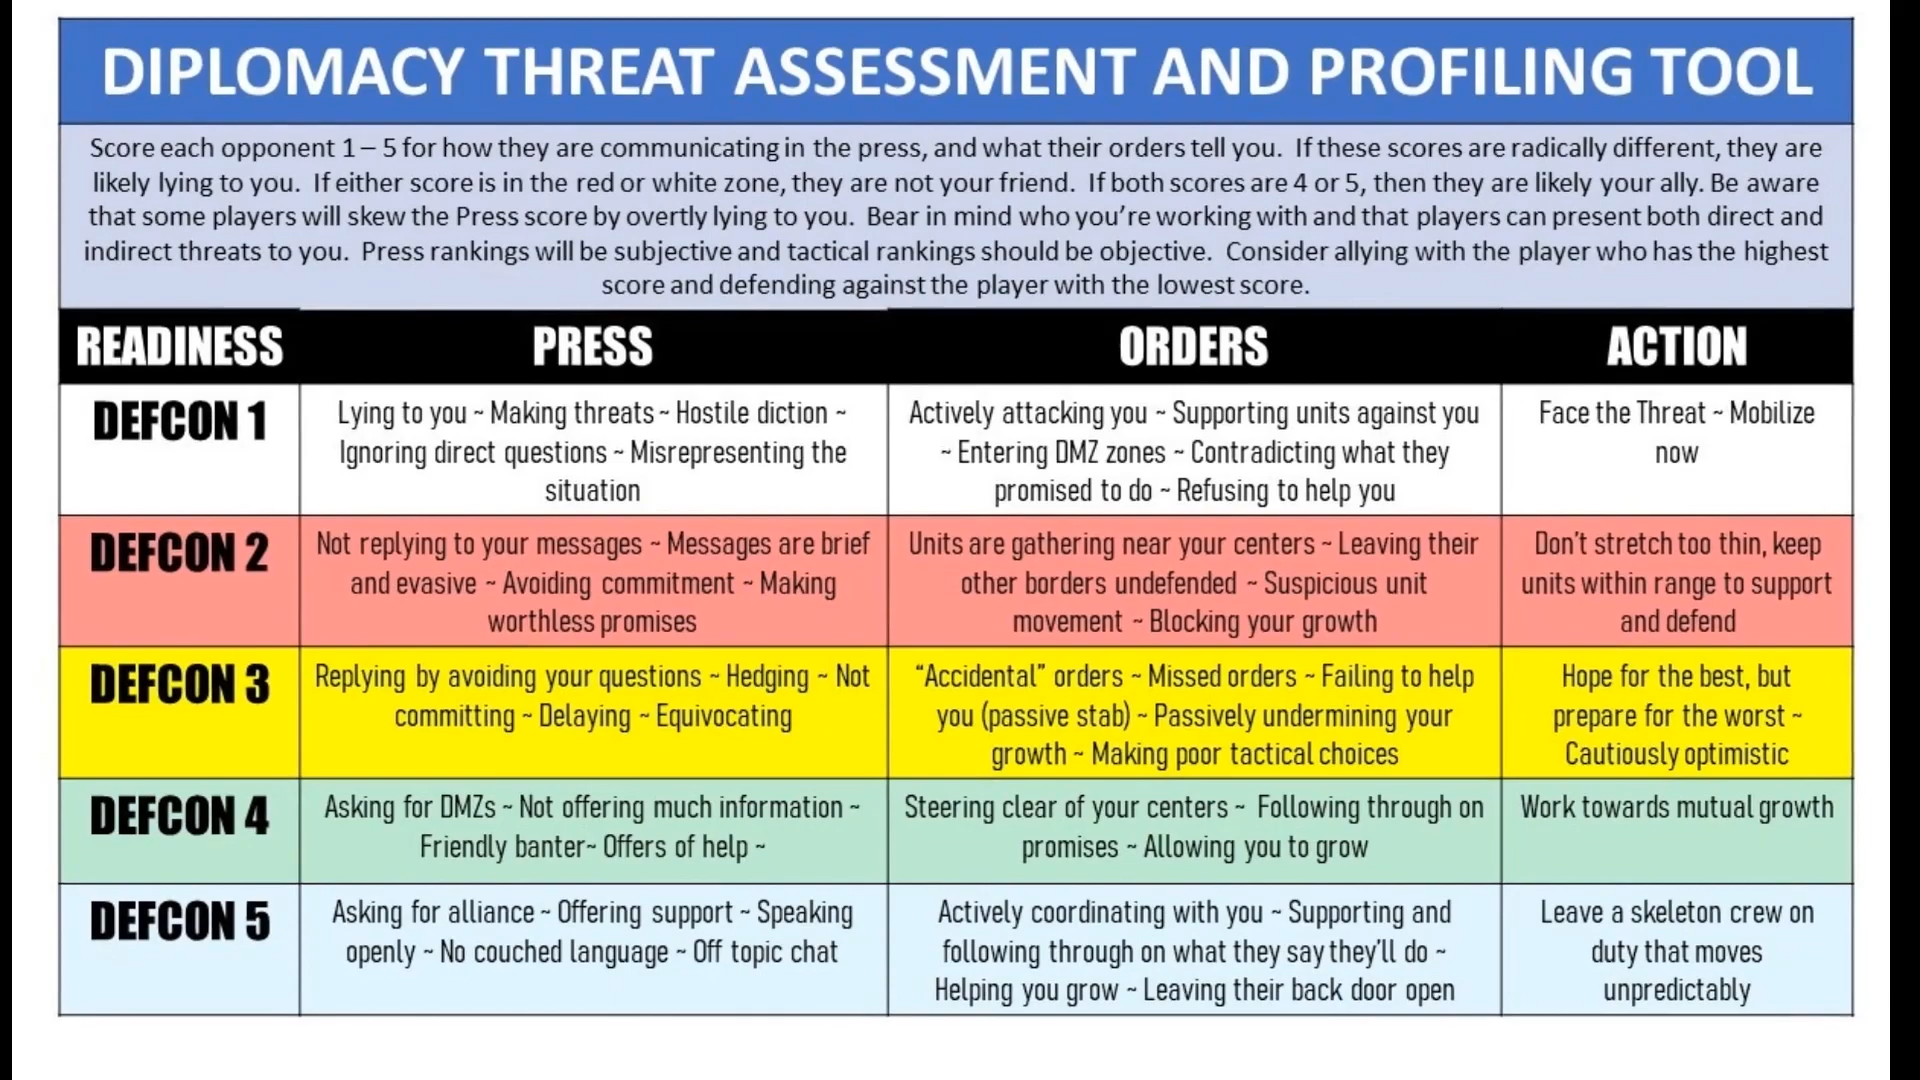 DIPLOMACY THREAT ASSESSMENT AND PROFILING TOOL
Score each opponent 1 – 5 for how they are communicating in the press, and what their orders tell you. If these scores are radically different, they are
likely lying to you. If either score is in the red or white zone, they are not your friend. If both scores are 4 or 5, then they are likely your ally. Be aware
that some players will skew the Press score by overtly lying to you. Bear in mind who you’re working with and that players can present both direct and
indirect threats to you. Press rankings will be subjective and tactical rankings should be objective. Consider allying with the player who has the highest
score and defending against the player with the lowest score.
READINESS PRESS ORDERS ACTION
DEFCON 1
Lying to you ~ Making threats ~ Hostile diction ~
Ignoring direct questions ~ Misrepresenting the
situation
Actively attacking you ~ Supporting units against you
~ Entering DMZ zones ~ Contradicting what they
promised to do ~ Refusing to help you
Face the Threat ~ Mobilize
now
DEFCON 2
Not replying to your messages ~ Messages are brief
and evasive ~ Avoiding commitment ~ Making
worthless promises
Units are gathering near your centers ~ Leaving their
other borders undefended ~ Suspicious unit
movement ~ Blocking your growth
Don’t stretch too thin, keep
units within range to support
and defend
DEFCON 3
Replying by avoiding your questions ~ Hedging ~ Not
committing ~ Delaying ~ Equivocating
“Accidental” orders ~ Missed orders ~ Failing to help
you (passive stab) ~ Passively undermining your
growth ~ Making poor tactical choices
Hope for the best, but
prepare for the worst ~
Cautiously optimistic
DEFCON 4
Asking for DMZs ~ Not offering much information ~
Friendly banter~ Offers of help ~
Steering clear of your centers ~ Following through on
promises ~ Allowing you to grow
Work towards mutual growth
DEFCON 5
Asking for alliance ~ Offering support ~ Speaking
openly ~ No couched language ~ Off topic chat
Actively coordinating with you ~ Supporting and
following through on what they say they’ll do ~
Helping you grow ~ Leaving their back door open
Leave a skeleton crew on
duty that moves
unpredictably